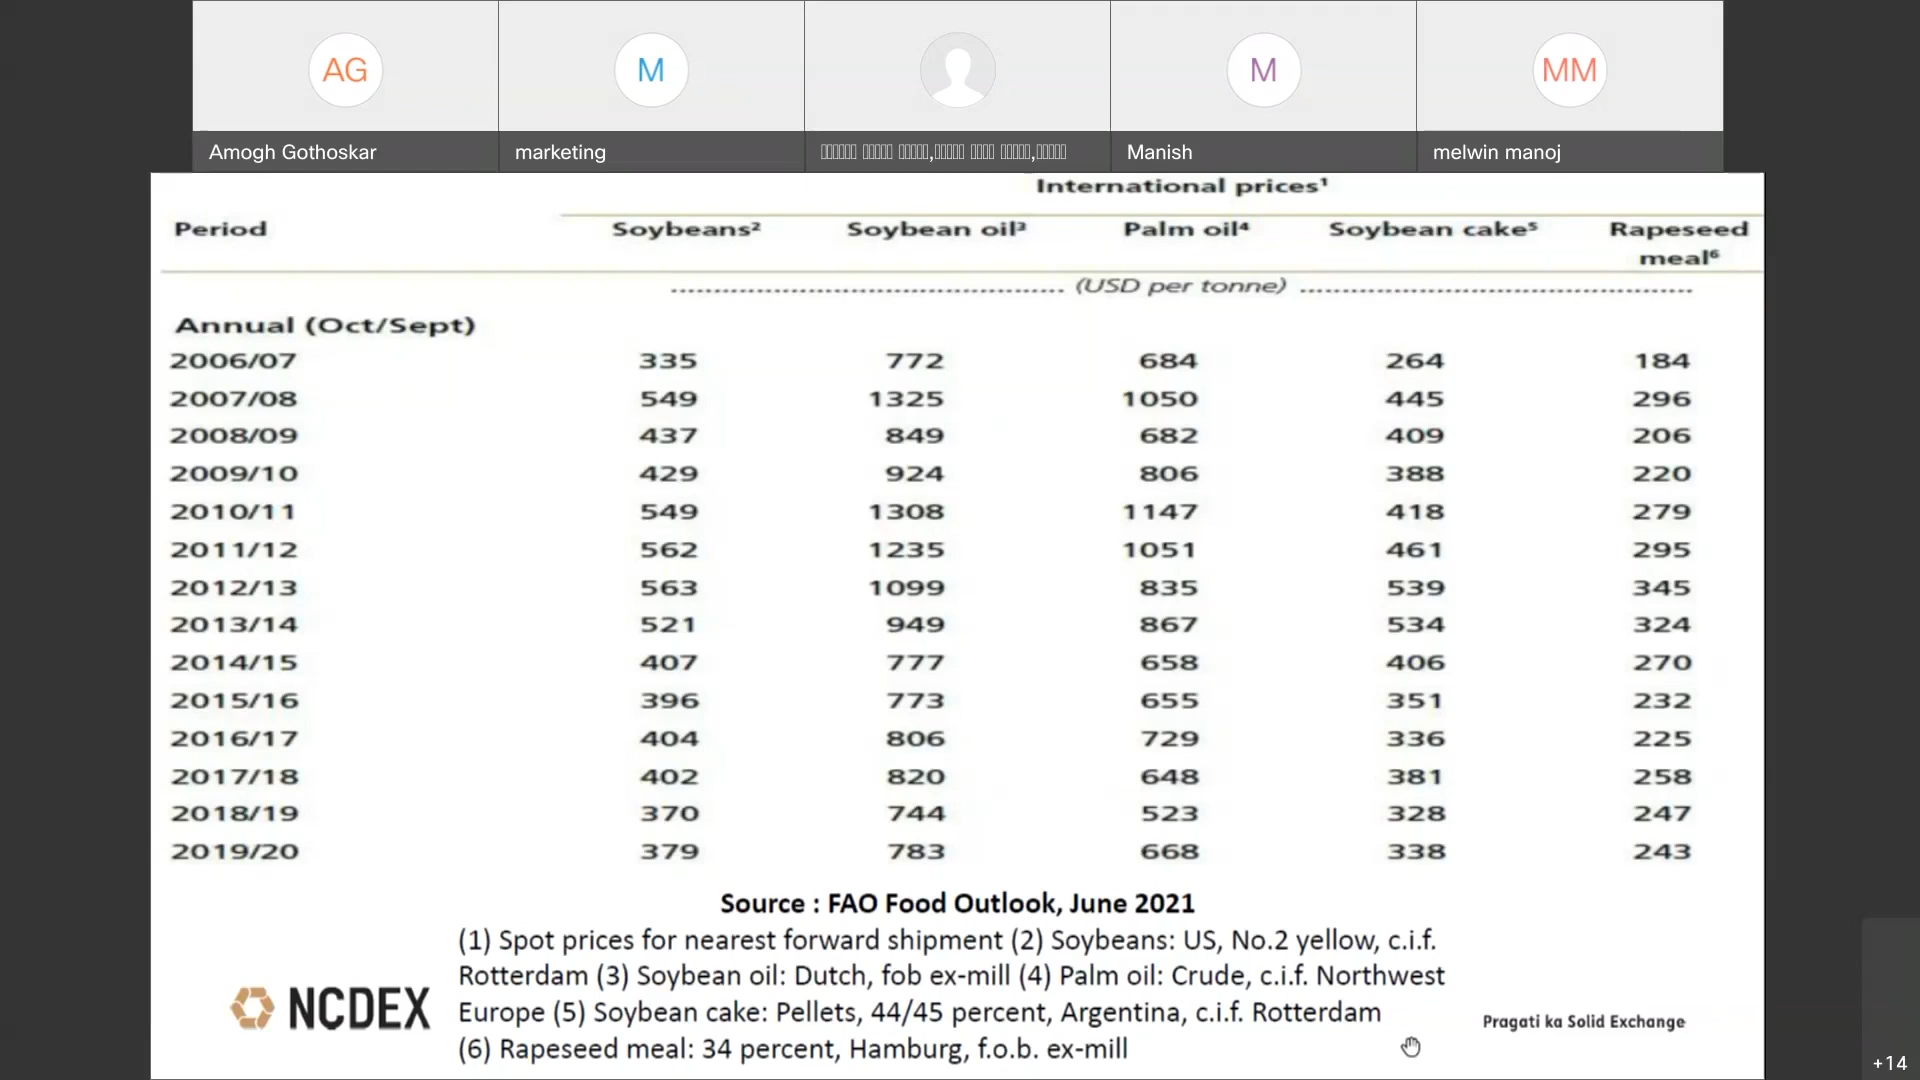 AG M M MM
Amogh Gothoskar marketing Manish melwin manoj
International prices¹
Period Soybeans² Soybean oil³ Palm oil⁴ Soybean cake⁵ Rapeseed
meal⁶
(USD per tonne)
Annual (Oct/Sept)
2006/07 335 772 684 264 184
2007/08 549 1325 1050 445 296
2008/09 437 849 682 409 206
2009/10 429 924 806 388 220
2010/11 549 1308 1147 418 279
2011/12 562 1235 1051 461 295
2012/13 563 1099 835 539 345
2013/14 521 949 867 534 324
2014/15 407 777 658 406 270
2015/16 396 773 655 351 232
2016/17 404 806 729 336 225
2017/18 402 820 648 381 258
2018/19 370 744 523 328 247
2019/20 379 783 668 338 243
Source : FAO Food Outlook, June 2021
(1) Spot prices for nearest forward shipment (2) Soybeans: US, No.2 yellow, c.i.f.
Rotterdam (3) Soybean oil: Dutch, fob ex-mill (4) Palm oil: Crude, c.i.f. Northwest
Europe (5) Soybean cake: Pellets, 44/45 percent, Argentina, c.i.f. Rotterdam
(6) Rapeseed meal: 34 percent, Hamburg, f.o.b. ex-mill
NCDEX
Pragati ka Solid Exchange
+14